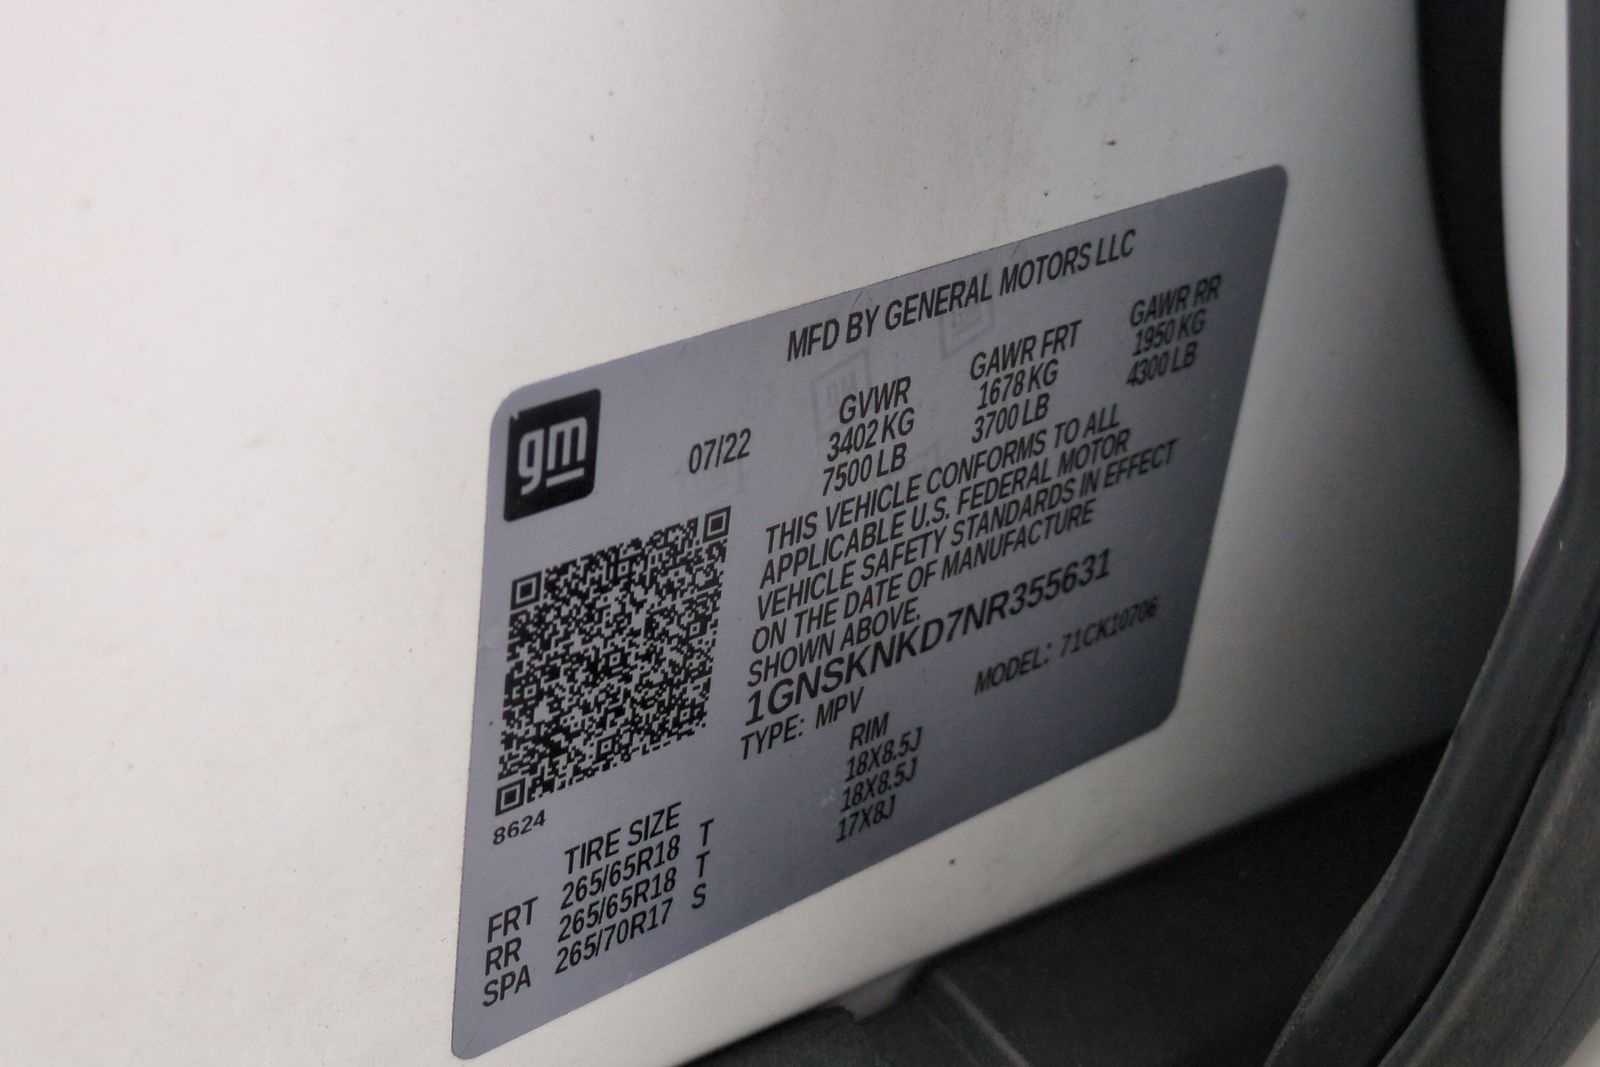 MFD BY GENERAL MOTORS LLC
gm
07/22
GVWR GAWR FRT GAWR RR
3402 KG 1678 KG 1950 KG
7500 LB 3700 LB 4300 LB
THIS VEHICLE CONFORMS TO ALL
APPLICABLE U.S. FEDERAL MOTOR
VEHICLE SAFETY STANDARDS IN EFFECT
ON THE DATE OF MANUFACTURE
SHOWN ABOVE.
1GNSKNKD7NR355631
TYPE: MPV MODEL: 71CK10706
8624
TIRE SIZE RIM
FRT 265/65R18 T 18X8.5J
RR 265/65R18 T 18X8.5J
SPA 265/70R17 S 17X8J